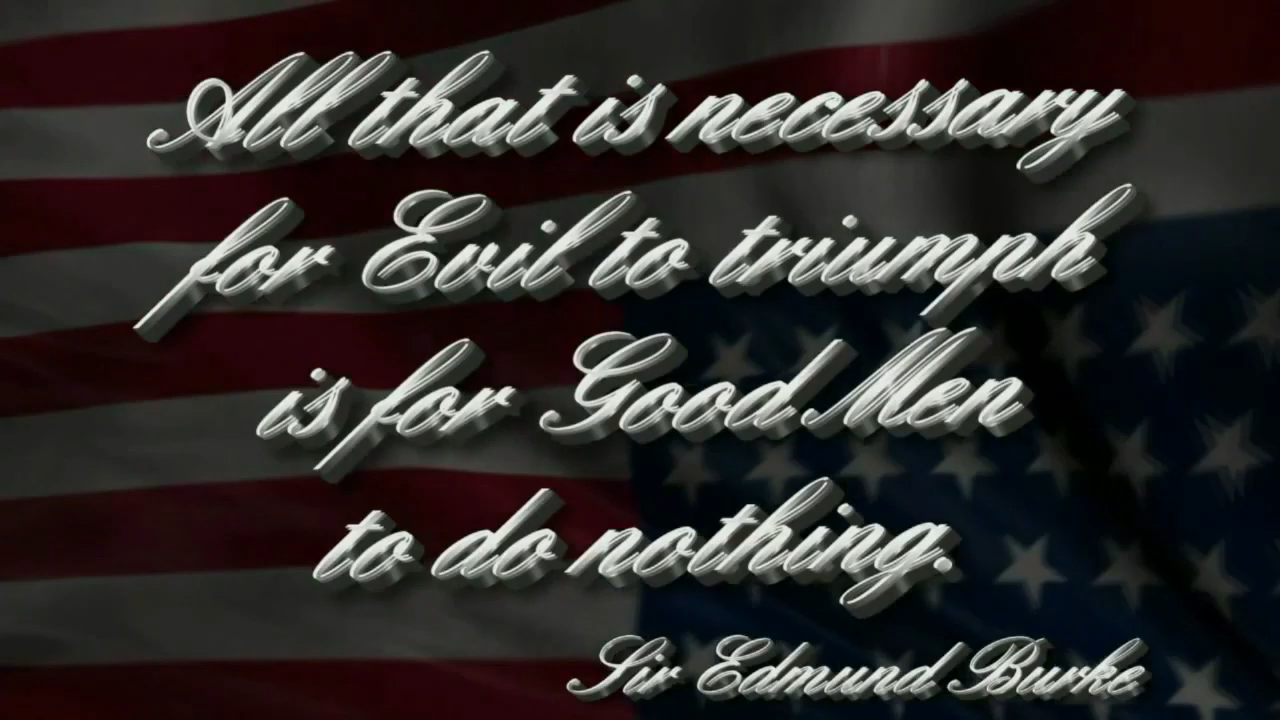 All that is necessary
for Evil to triumph
is for Good Men
to do nothing.
Sir Edmund Burke